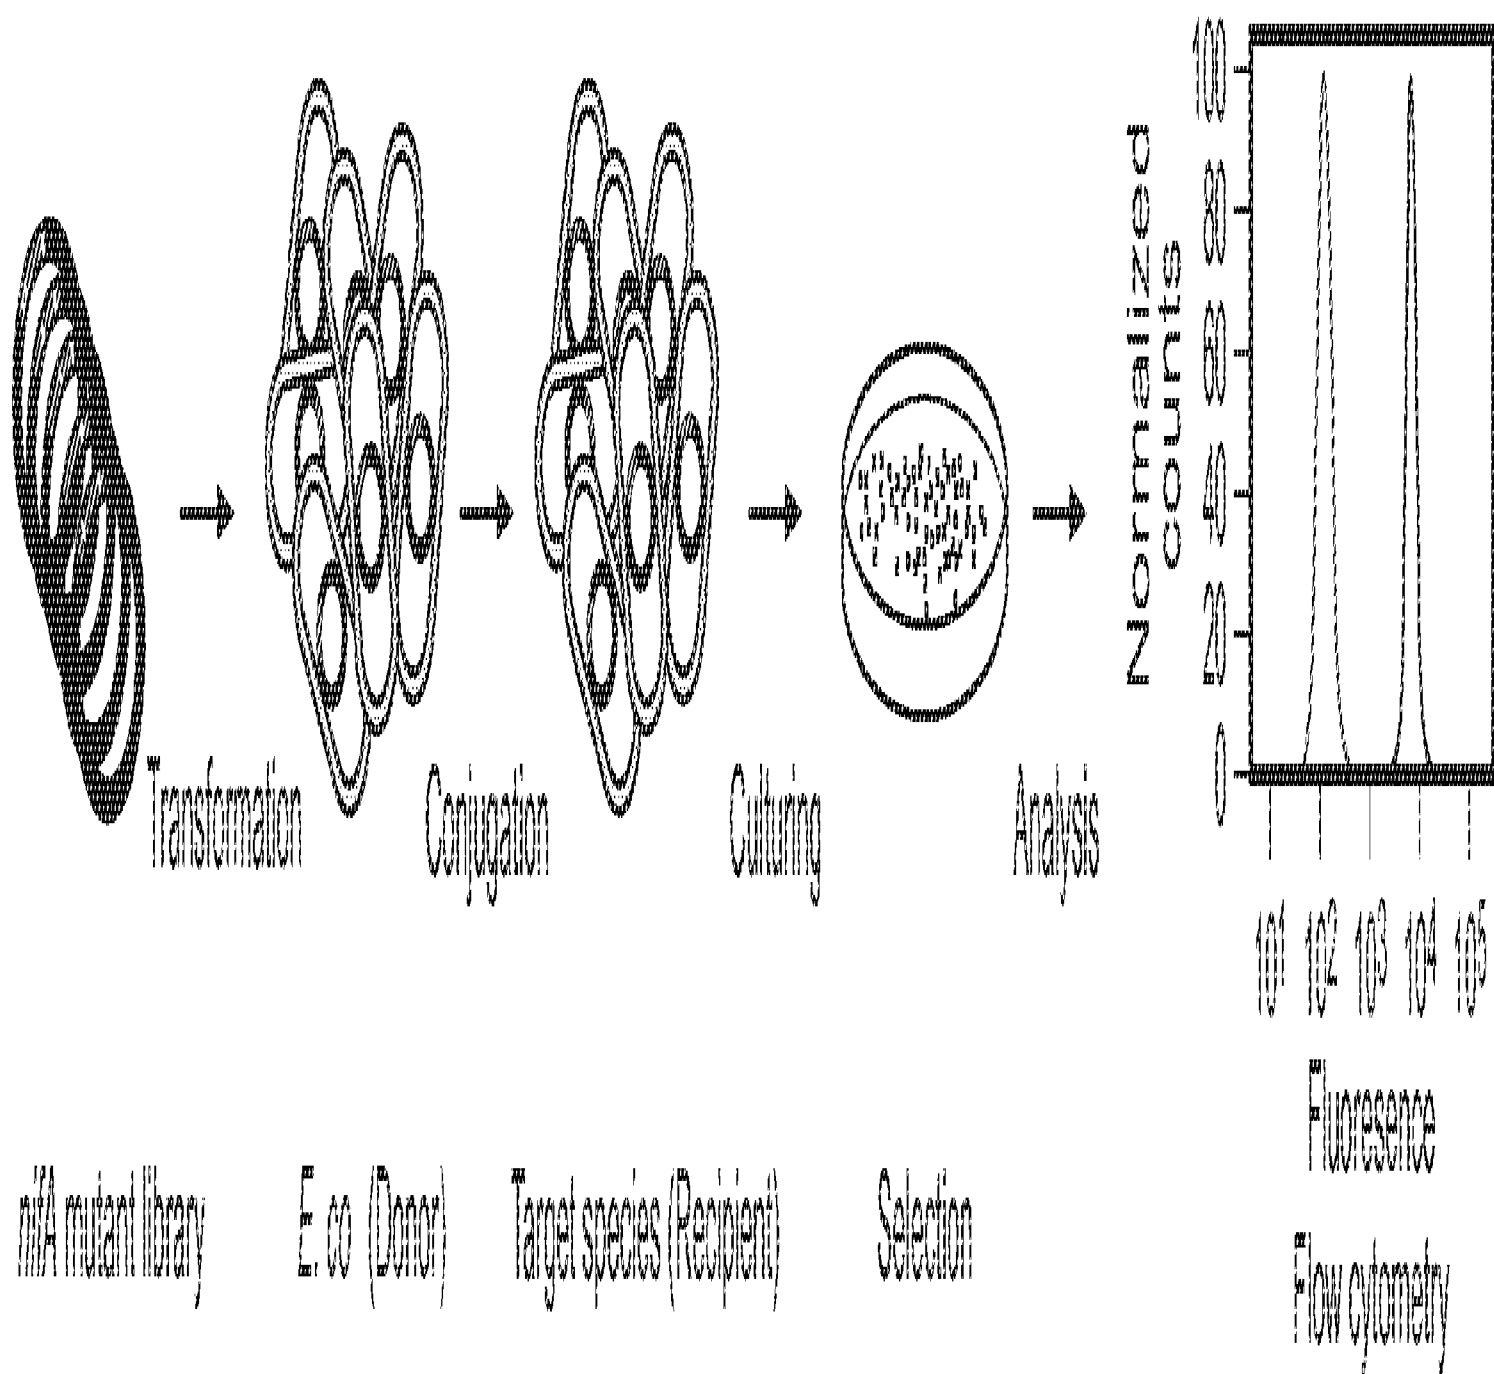 Transformation
Conjugation
Culturing
Analysis
Normalized
counts
100
80
60
40
20
0
10¹ 10² 10³ 10⁴ 10⁵
Fluoresence
Flow cytometry
nifA mutant library
E. co (Donor)
Target species (Recipient)
Selection